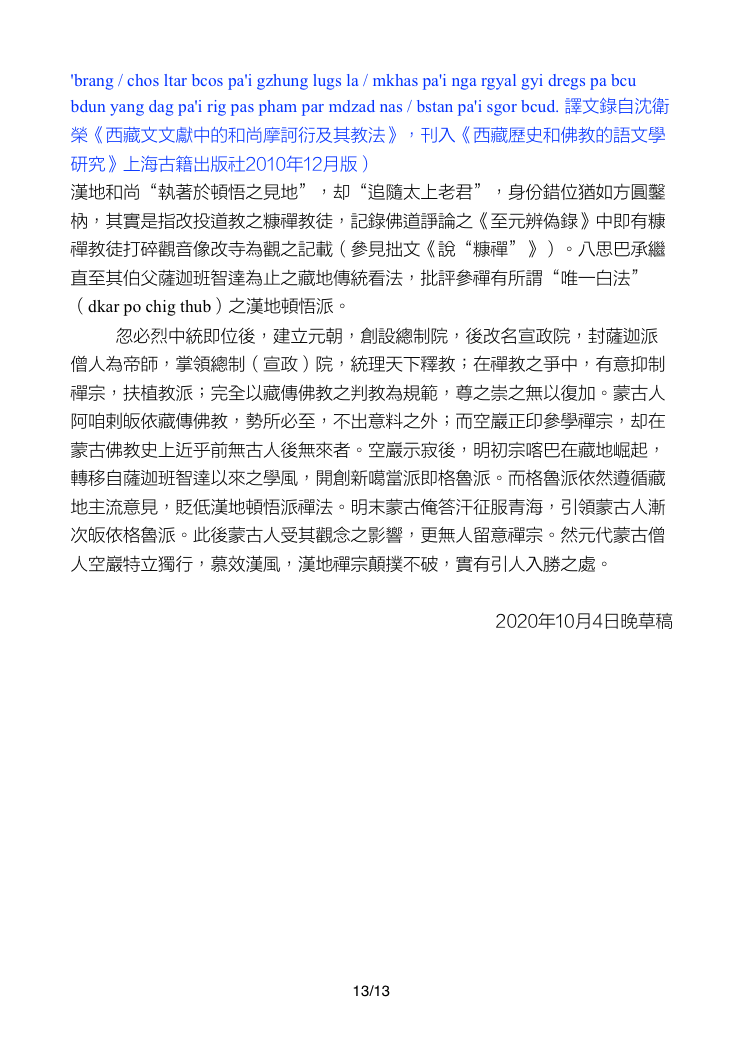 'brang / chos ltar bcos pa'i gzhung lugs la / mkhas pa'i nga rgyal gyi dregs pa bcu
bdun yang dag pa'i rig pas pham par mdzad nas / bstan pa'i sgor bcud. 譯文錄自沈衛
榮《西藏文文獻中的和尚摩訶衍及其教法》，刊入《西藏歷史和佛教的語文學
研究》上海古籍出版社2010年12月版）
漢地和尚“執著於頓悟之見地”，却“追隨太上老君”，身份錯位猶如方圓鑿
枘，其實是指改投道教之糠禪教徒，記錄佛道諍論之《至元辨偽錄》中即有糠
禪教徒打碎觀音像改寺為觀之記載（參見拙文《說“糠禪”》）。八思巴承繼
直至其伯父薩迦班智達為止之藏地傳統看法，批評參禪有所謂“唯一白法”
（dkar po chig thub）之漢地頓悟派。
忽必烈中統即位後，建立元朝，創設總制院，後改名宣政院，封薩迦派
僧人為帝師，掌領總制（宣政）院，統理天下釋教；在禪教之爭中，有意抑制
禪宗，扶植教派；完全以藏傳佛教之判教為規範，尊之崇之無以復加。蒙古人
阿咱剌皈依藏傳佛教，勢所必至，不出意料之外；而空巖正印參學禪宗，却在
蒙古佛教史上近乎前無古人後無來者。空巖示寂後，明初宗喀巴在藏地崛起，
轉移自薩迦班智達以來之學風，開創新噶當派即格魯派。而格魯派依然遵循藏
地主流意見，貶低漢地頓悟派禪法。明末蒙古俺答汗征服青海，引領蒙古人漸
次皈依格魯派。此後蒙古人受其觀念之影響，更無人留意禪宗。然元代蒙古僧
人空巖特立獨行，慕效漢風，漢地禪宗顛撲不破，實有引人入勝之處。
2020年10月4日晚草稿
13/13